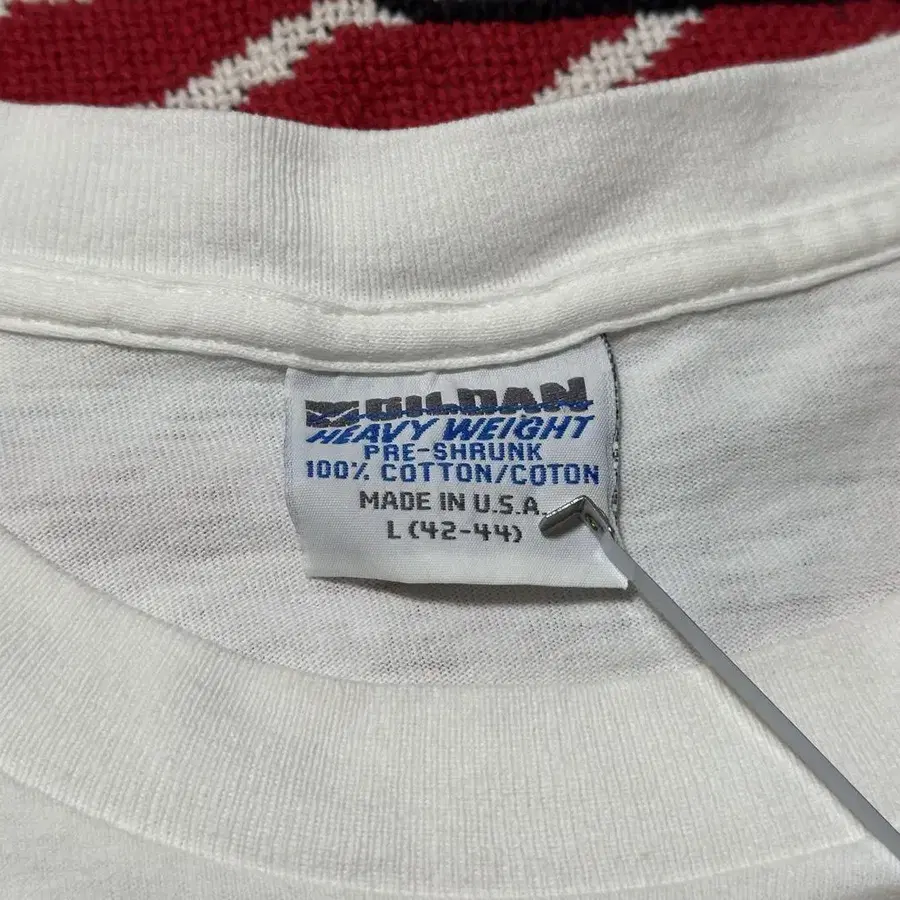 GILDAN
HEAVY WEIGHT
PRE-SHRUNK
100% COTTON/COTON
MADE IN U.S.A.
L (42-44)